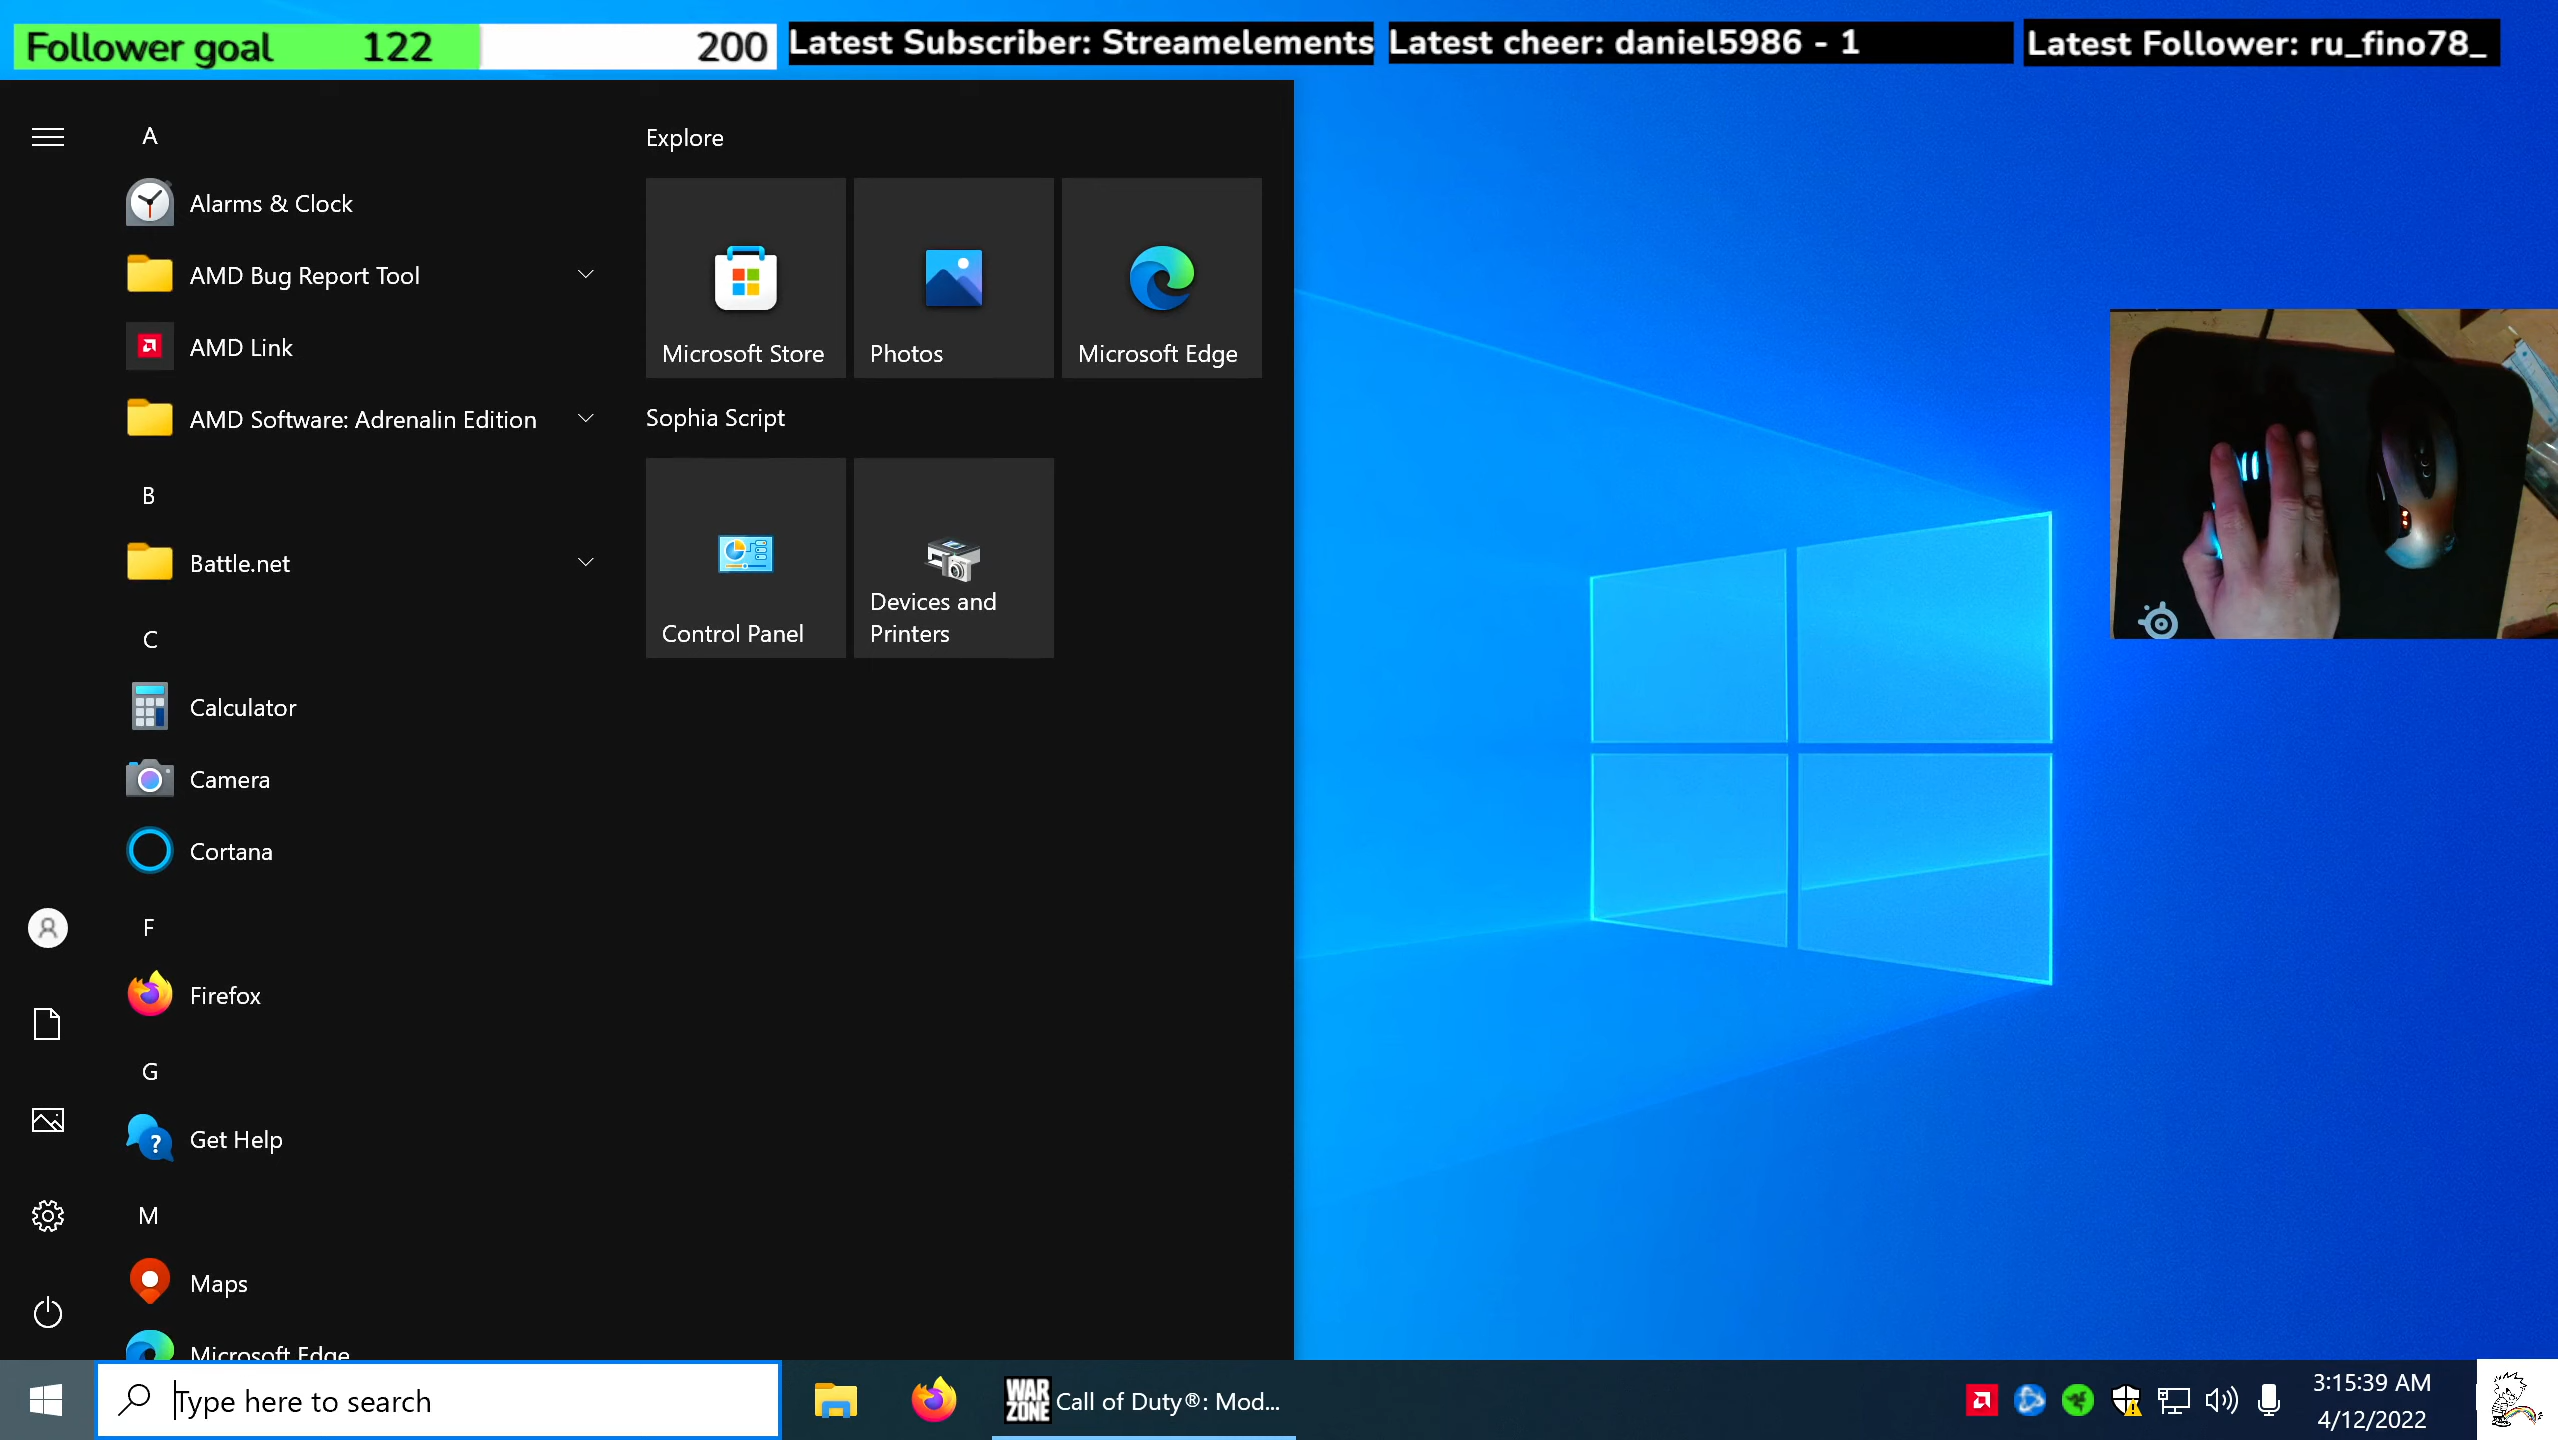 Follower goal 122 200
Latest Subscriber: Streamelements
Latest cheer: daniel5986 - 1
Latest Follower: ru_fino78_
A
Alarms & Clock
AMD Bug Report Tool
AMD Link
AMD Software: Adrenalin Edition
B
Battle.net
C
Calculator
Camera
Cortana
F
Firefox
G
Get Help
M
Maps
Microsoft Edge
Explore
Microsoft Store
Photos
Microsoft Edge
Sophia Script
Control Panel
Devices and
Printers
Type here to search
WAR
ZONE
Call of Duty®: Mod...
3:15:39 AM
4/12/2022